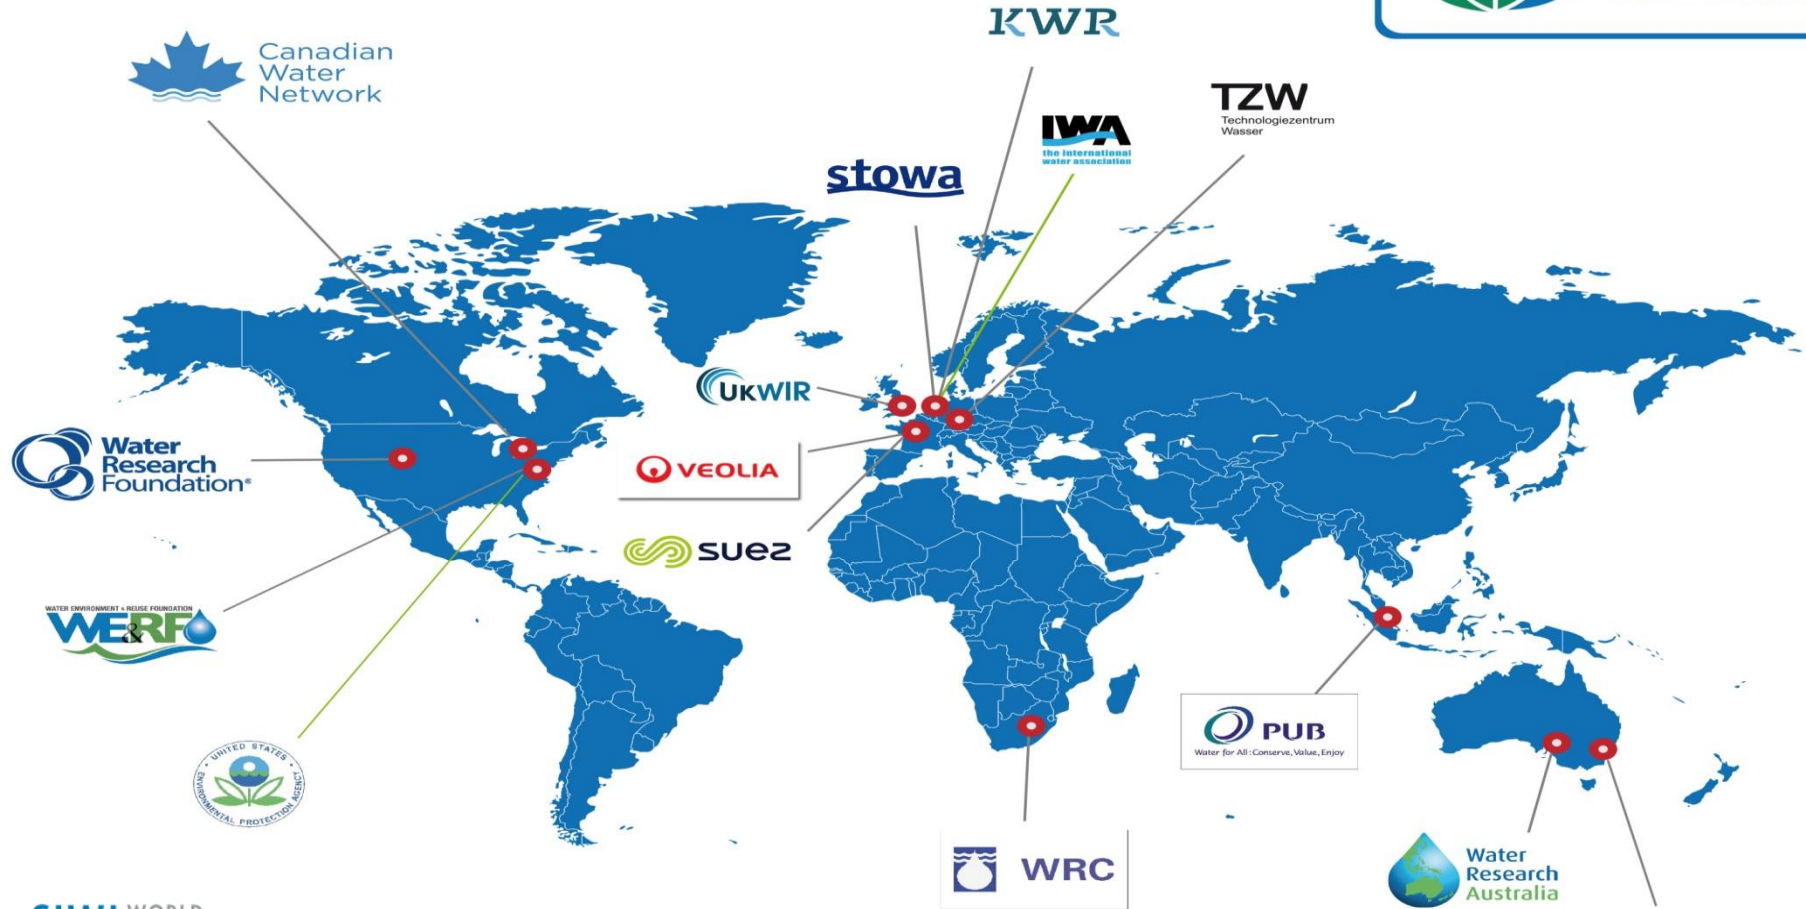 KWR
Canadian
Water
Network
TZW
Technologiezentrum
Wasser
IWA
the international
water association
stowa
UKWIR
Water
Research
Foundation®
VEOLIA
suez
WATER ENVIRONMENT & REUSE FOUNDATION
WE&RF
PUB
Water for All: Conserve, Value, Enjoy
UNITED STATES
ENVIRONMENTAL PROTECTION AGENCY
WRC
Water
Research
Australia
SIWI WORLD